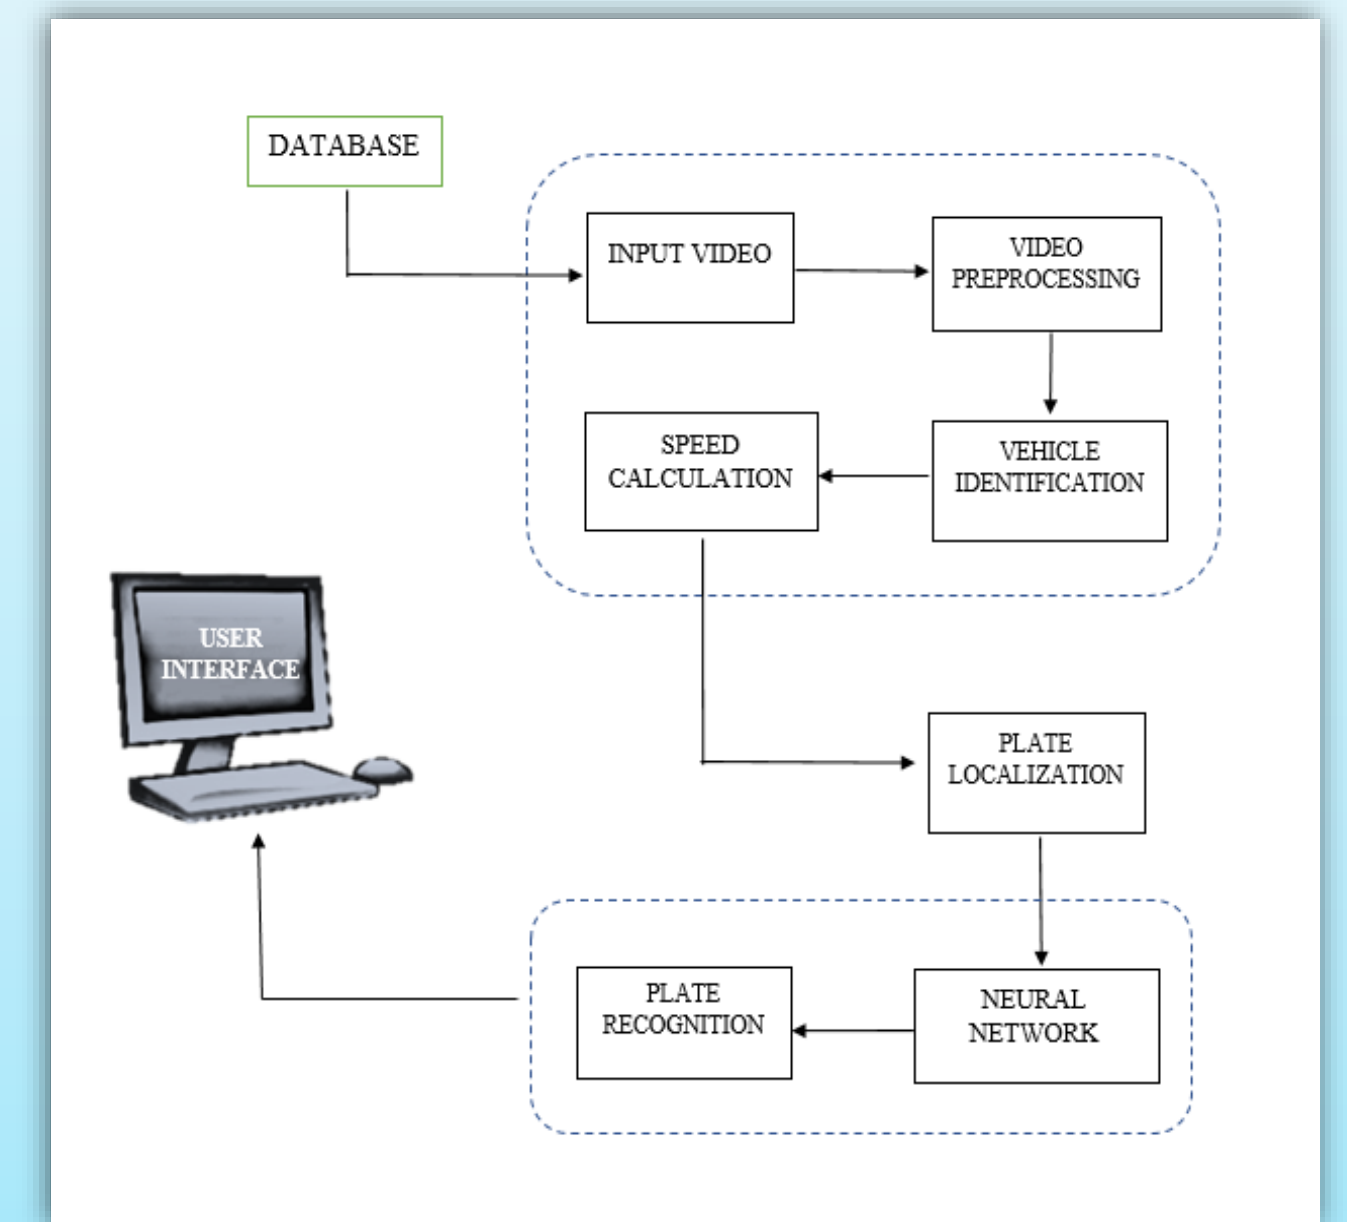 DATABASE
INPUT VIDEO
VIDEO
PREPROCESSING
SPEED
CALCULATION
VEHICLE
IDENTIFICATION
USER
INTERFACE
PLATE
LOCALIZATION
PLATE
RECOGNITION
NEURAL
NETWORK